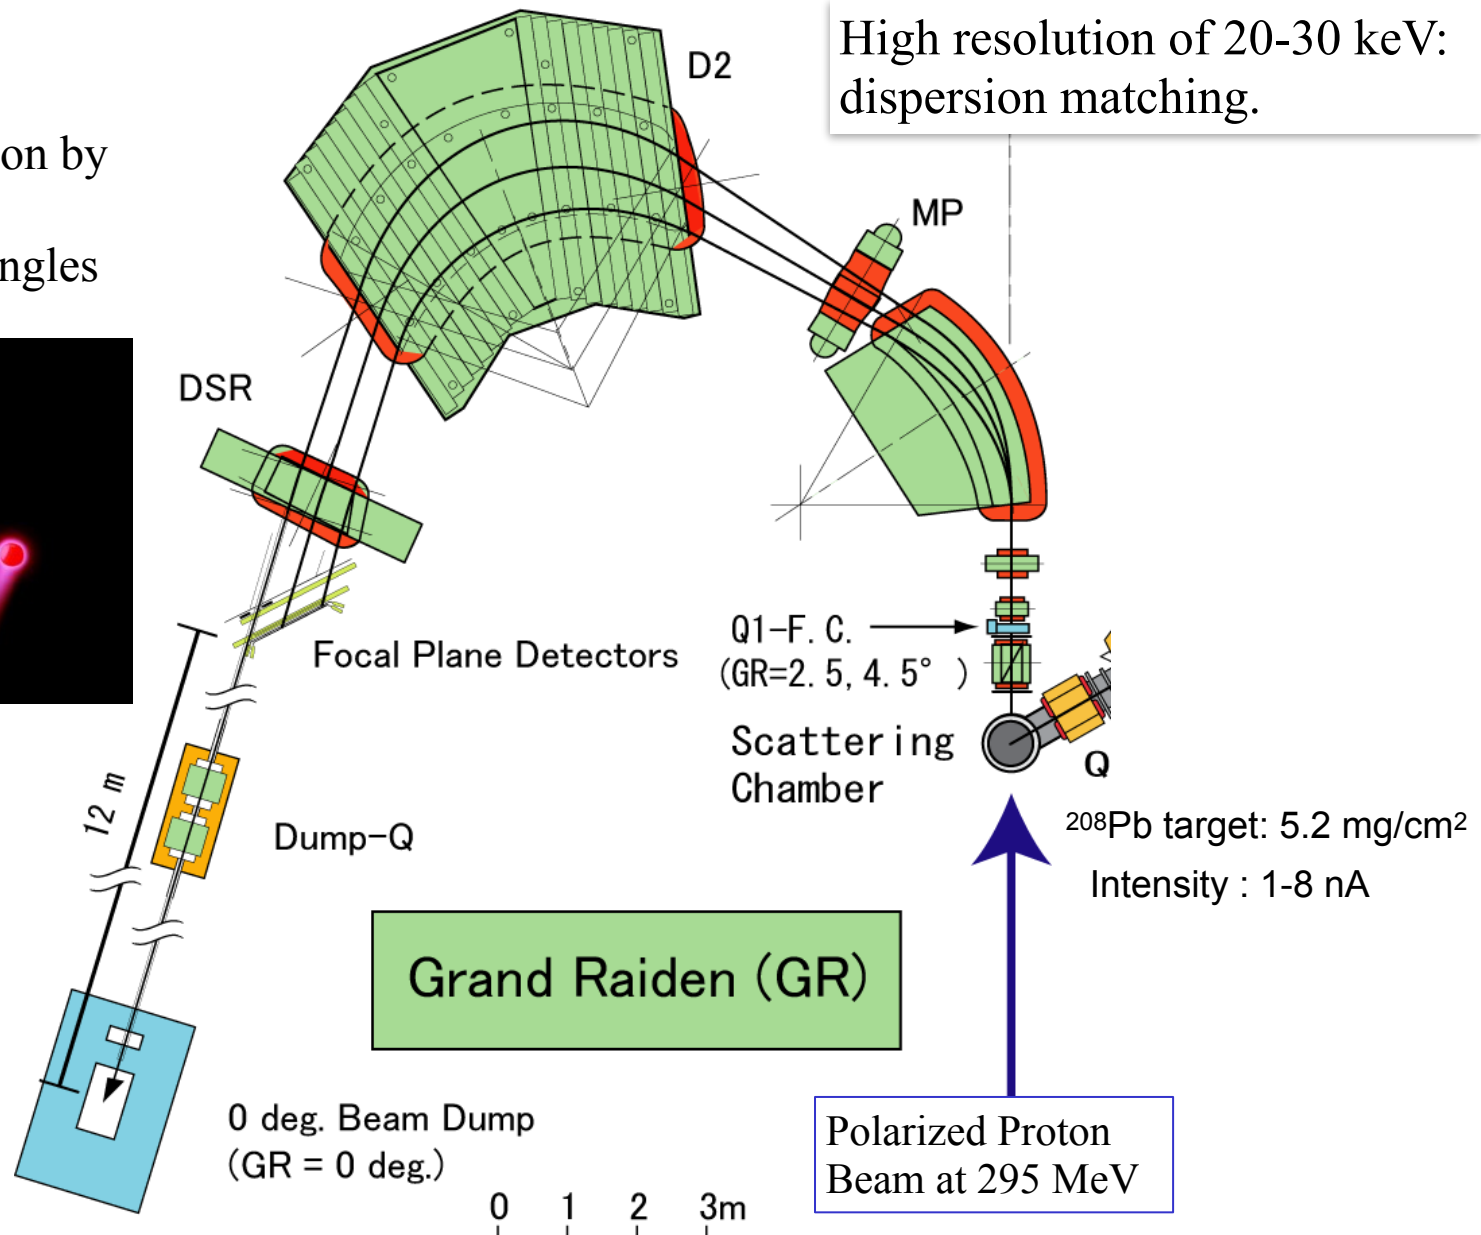 High resolution of 20-30 keV:
dispersion matching.
D2
on by
ngles
MP
DSR
Q1-F.C.
(GR=2.5,4.5° )
Focal Plane Detectors
Scattering
Chamber
Q
12 m
208Pb target: 5.2 mg/cm2
Intensity : 1-8 nA
Dump-Q
Grand Raiden (GR)
0 deg. Beam Dump
(GR = 0 deg.)
Polarized Proton
Beam at 295 MeV
0 1 2 3m